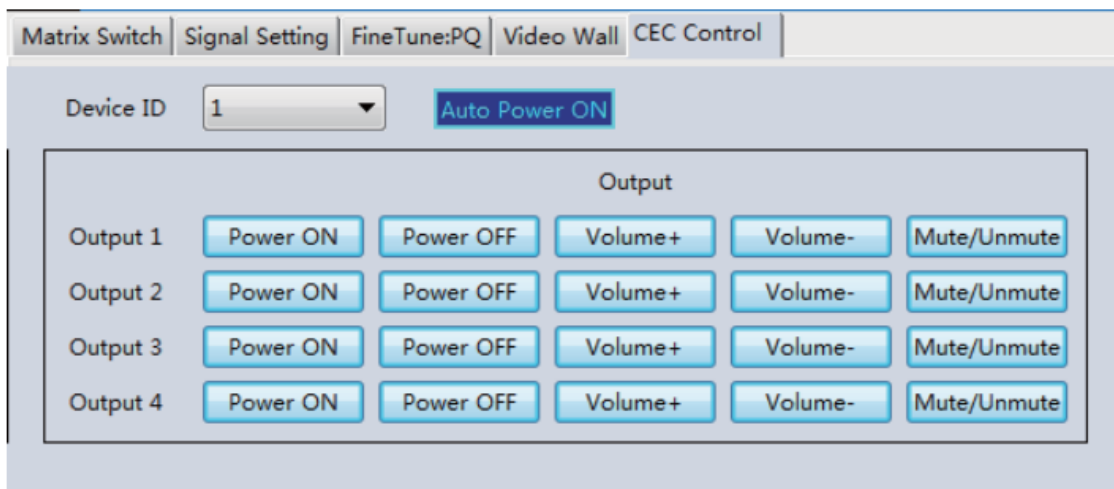 Matrix Switch Signal Setting FineTune:PQ Video Wall CEC Control
Device ID 1 Auto Power ON
Output
Output 1 Power ON Power OFF Volume+ Volume- Mute/Unmute
Output 2 Power ON Power OFF Volume+ Volume- Mute/Unmute
Output 3 Power ON Power OFF Volume+ Volume- Mute/Unmute
Output 4 Power ON Power OFF Volume+ Volume- Mute/Unmute